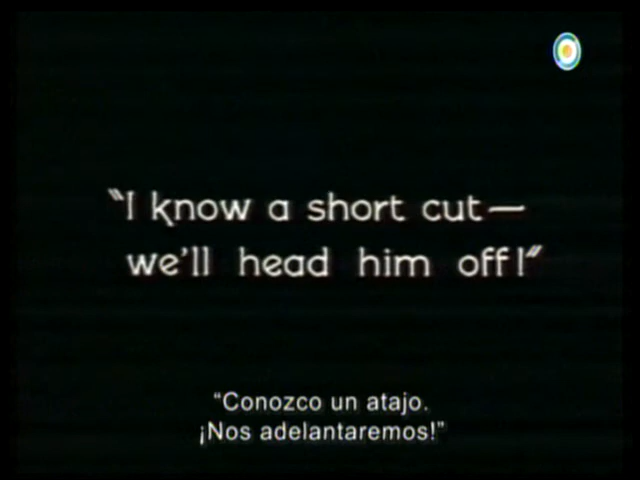 "I know a short cut—
we'll head him off!"
"Conozco un atajo.
¡Nos adelantaremos!"